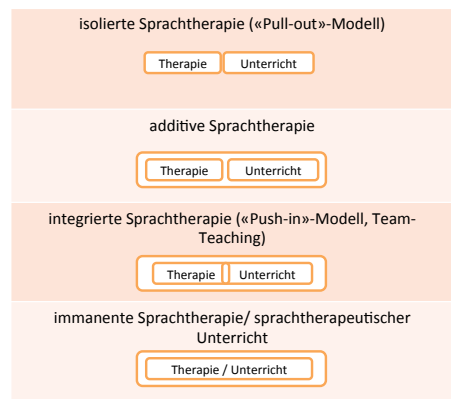 isolierte Sprachtherapie («Pull-out»-Modell)
Therapie Unterricht
additive Sprachtherapie
Therapie Unterricht
integrierte Sprachtherapie («Push-in»-Modell, Team-
Teaching)
Therapie Unterricht
immanente Sprachtherapie/ sprachtherapeutischer
Unterricht
Therapie / Unterricht